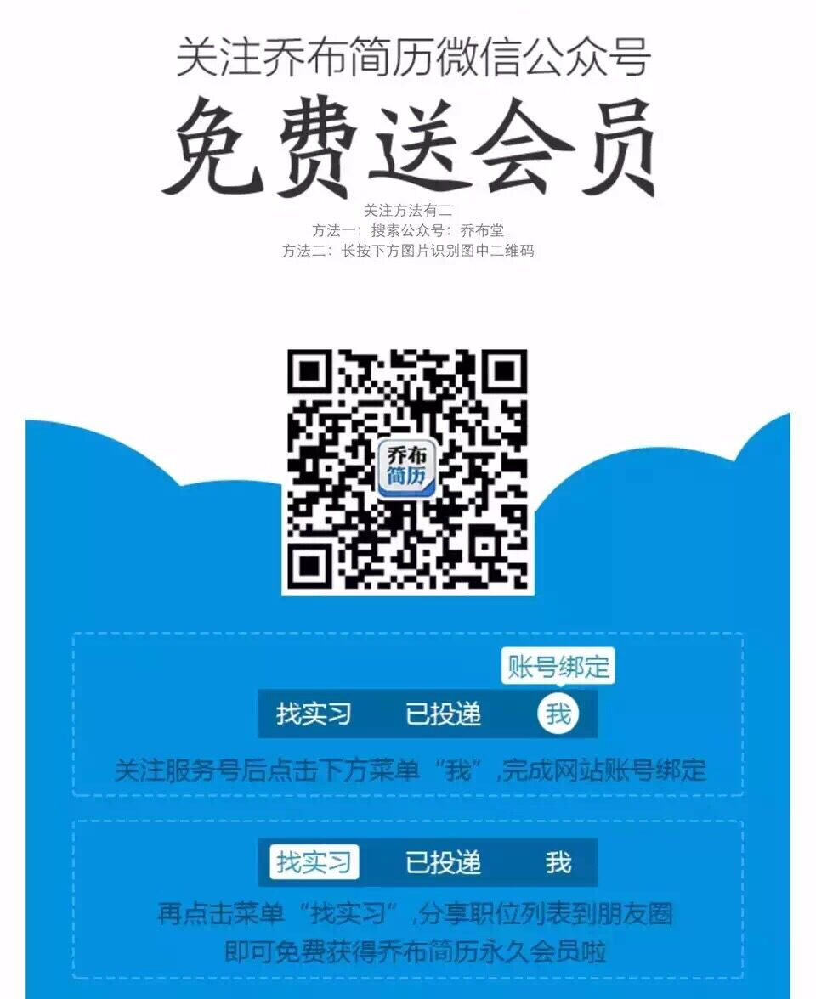 关注乔布简历微信公众号
免费送会员
关注方法有二
方法一：搜索公众号：乔布堂
方法二：长按下方图片识别图中二维码
乔布
简历
账号绑定
找实习 已投递 我
关注服务号后点击下方菜单“我”,完成网站账号绑定
找实习 已投递 我
再点击菜单“找实习”,分享职位列表到朋友圈
即可免费获得乔布简历永久会员啦